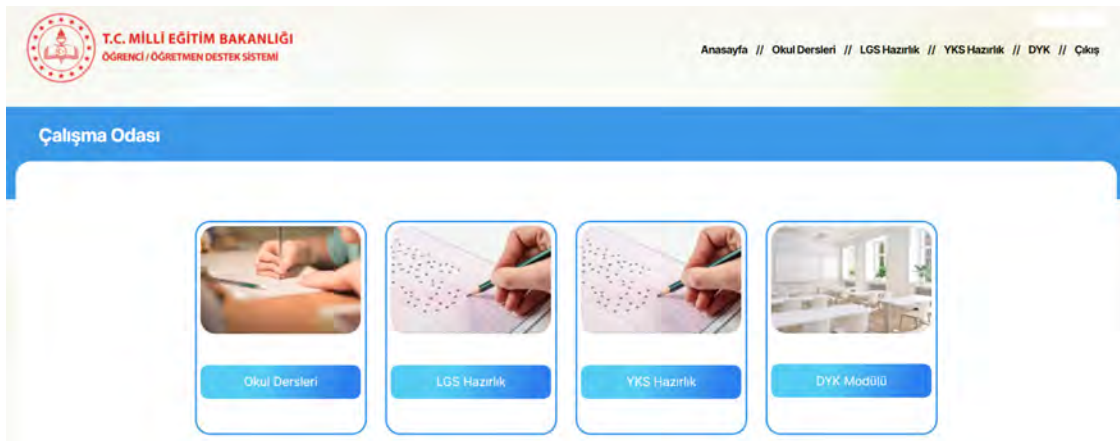 T.C. MİLLİ EĞİTİM BAKANLIĞI
ÖĞRENCİ / ÖĞRETMEN DESTEK SİSTEMİ
Anasayfa // Okul Dersleri // LGS Hazırlık // YKS Hazırlık // DYK // Çıkış
Çalışma Odası
Okul Dersleri
LGS Hazırlık
YKS Hazırlık
DYK Modülü